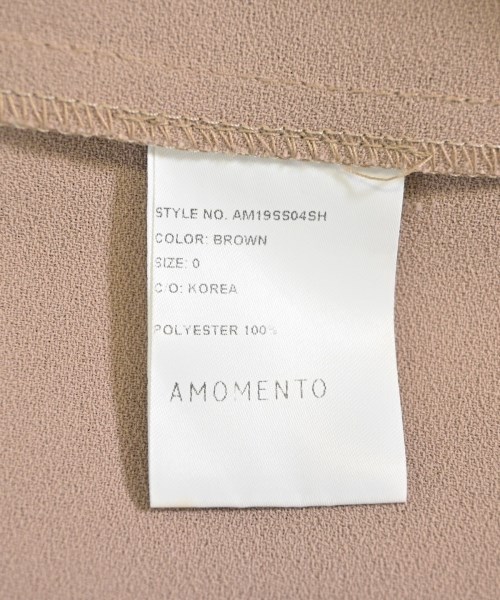 STYLE NO. AM19SS04SH
COLOR: BROWN
SIZE: 0
C/O: KOREA
POLYESTER 100%
AMOMENTO